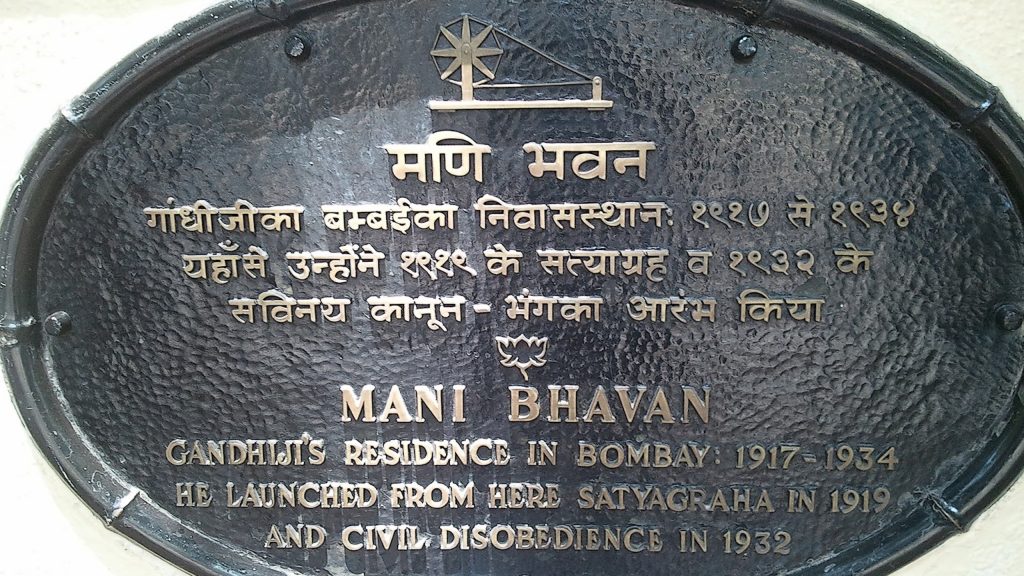 मणि भवन
गांधीजीका बम्बईका निवासस्थान: १९१७ से १९३४
यहाँसे उन्होंने १९१९ के सत्याग्रह व १९३२ के
सविनय कानून - भंगका आरंभ किया
MANI BHAVAN
GANDHIJI'S RESIDENCE IN BOMBAY: 1917-1934
HE LAUNCHED FROM HERE SATYAGRAHA IN 1919
AND CIVIL DISOBEDIENCE IN 1932